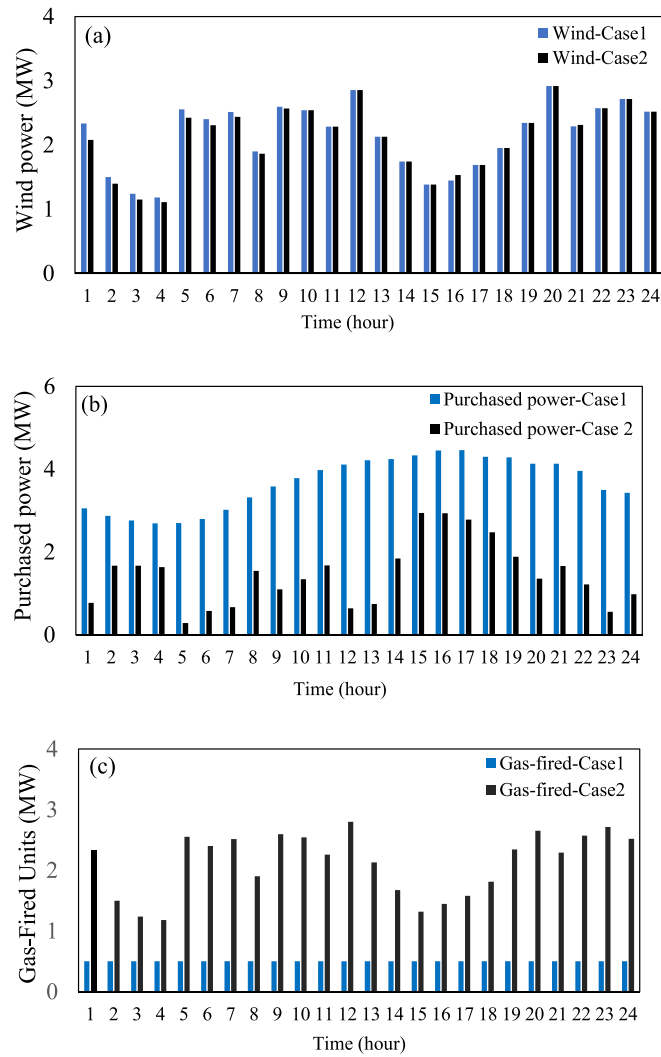 (a)
Wind-Case1
Wind-Case2
Wind power (MW)
4
3
2
1
0
1 2 3 4 5 6 7 8 9 10 11 12 13 14 15 16 17 18 19 20 21 22 23 24
Time (hour)
(b)
Purchased power-Case1
Purchased power-Case 2
Purchased power (MW)
6
4
2
0
1 2 3 4 5 6 7 8 9 10 11 12 13 14 15 16 17 18 19 20 21 22 23 24
Time (hour)
(c)
Gas-fired-Case1
Gas-fired-Case2
Gas-Fired Units (MW)
4
3
2
1
0
1 2 3 4 5 6 7 8 9 10 11 12 13 14 15 16 17 18 19 20 21 22 23 24
Time (hour)